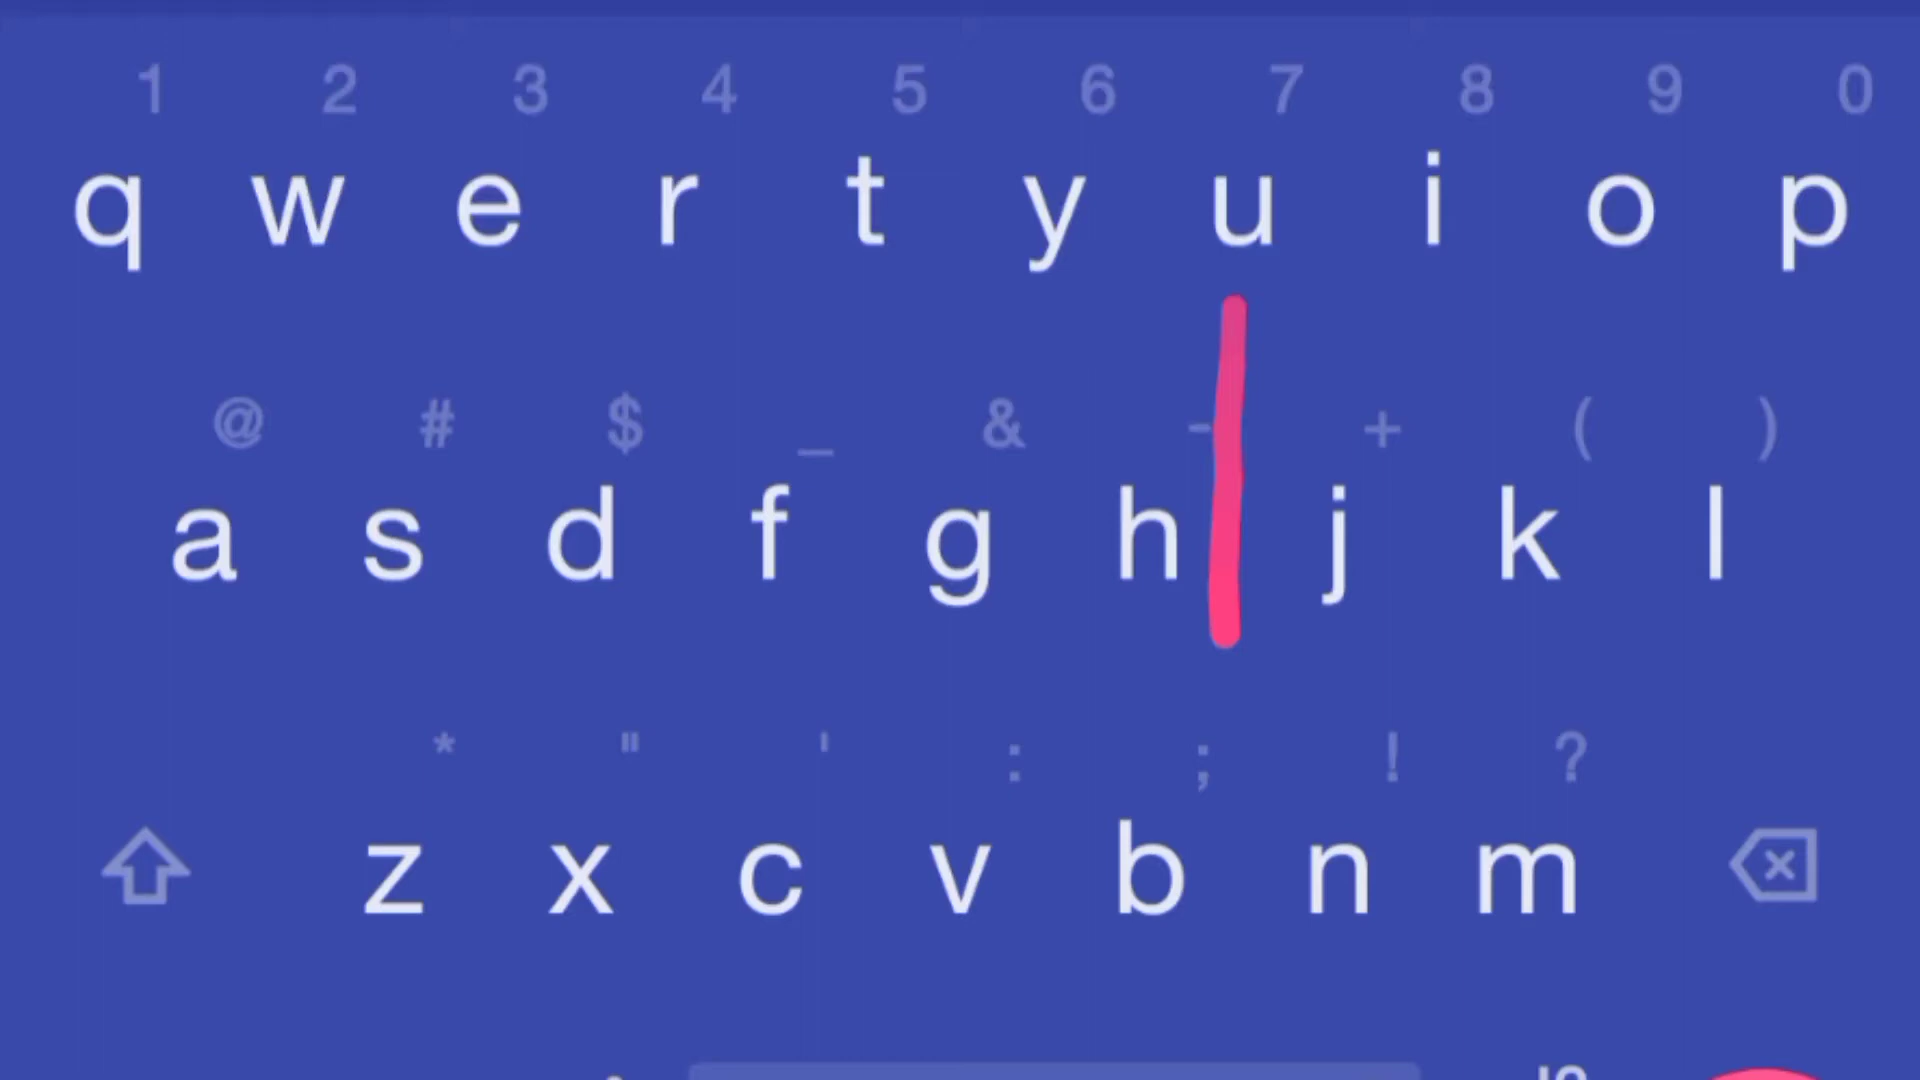 1 2 3 4 5 6 7 8 9 0
q w e r t y u i o p
@ # $ _ & - + ( )
a s d f g h j k l
* " ' : ; ! ?
z x c v b n m